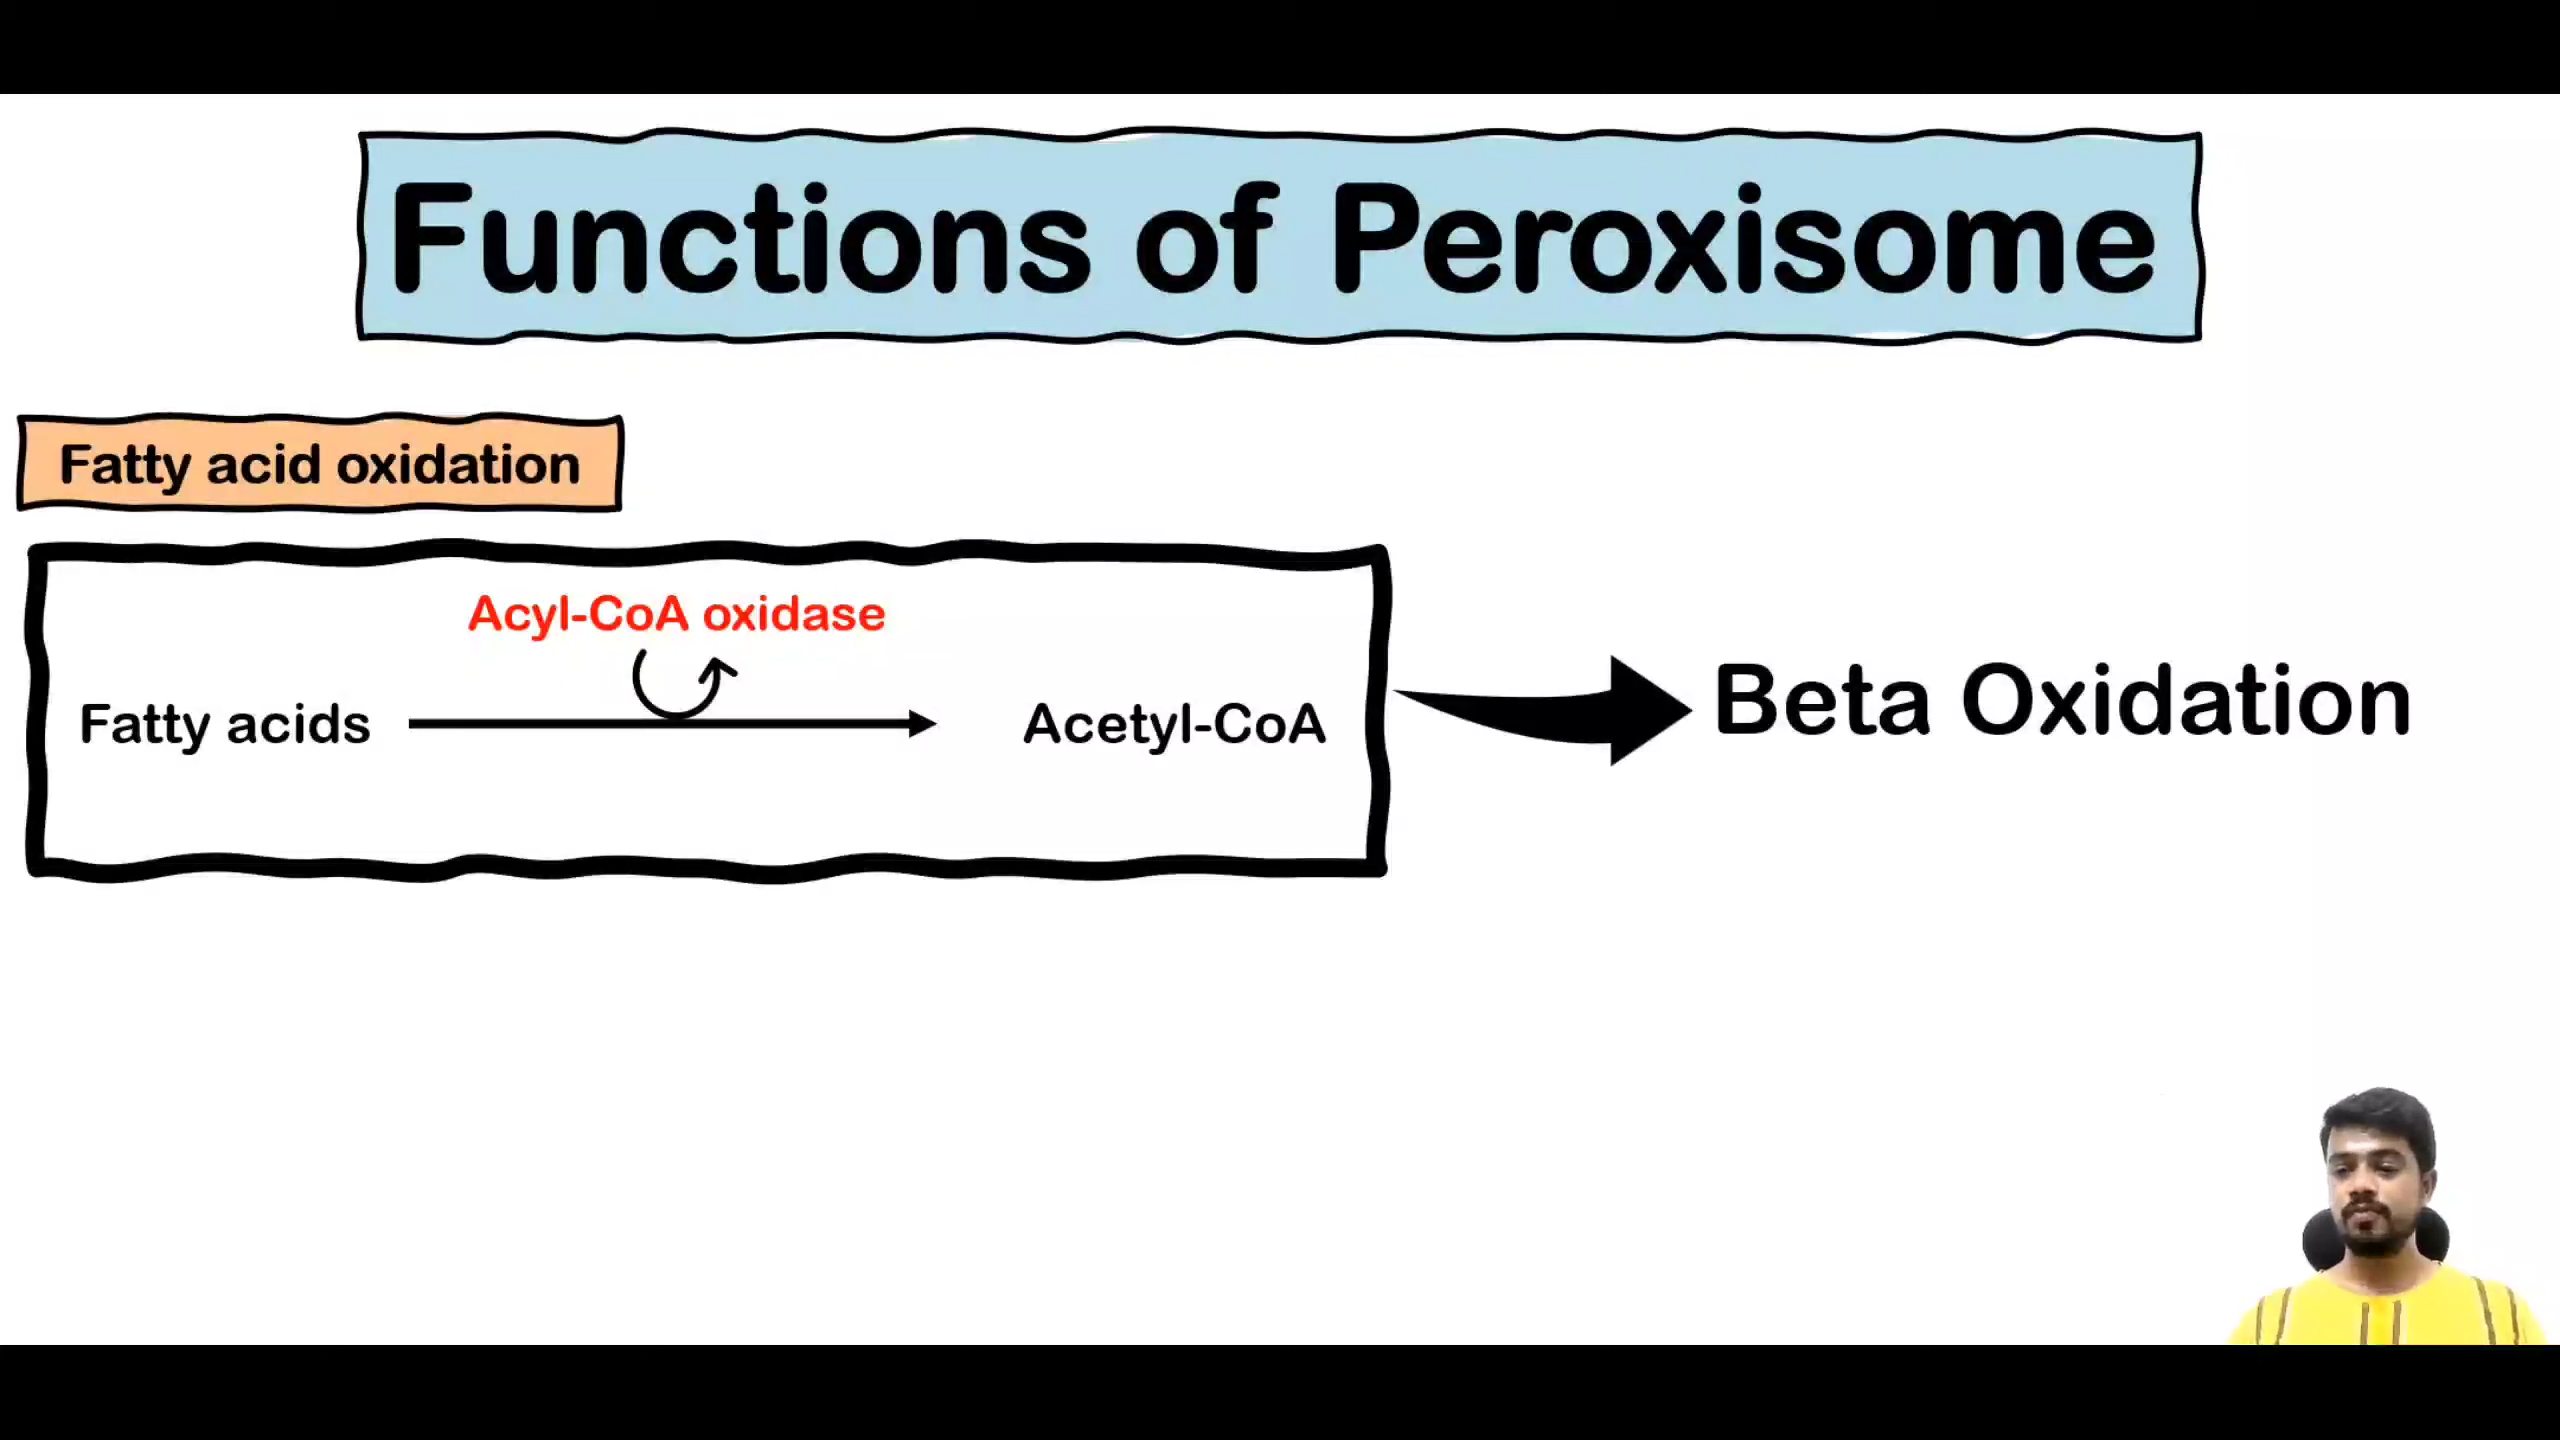 Functions of Peroxisome
Fatty acid oxidation
Acyl-CoA oxidase
Fatty acids
Acetyl-CoA
Beta Oxidation